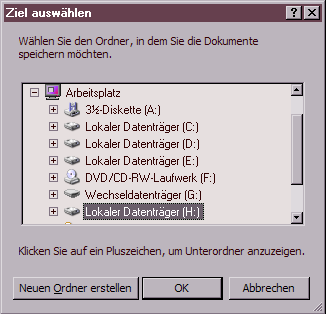 Ziel auswählen
Wählen Sie den Ordner, in dem Sie die Dokumente
speichern möchten.
Arbeitsplatz
3½-Diskette (A:)
Lokaler Datenträger (C:)
Lokaler Datenträger (D:)
Lokaler Datenträger (E:)
DVD/CD-RW-Laufwerk (F:)
Wechseldatenträger (G:)
Lokaler Datenträger (H:)
Klicken Sie auf ein Pluszeichen, um Unterordner anzuzeigen.
Neuen Ordner erstellen OK Abbrechen